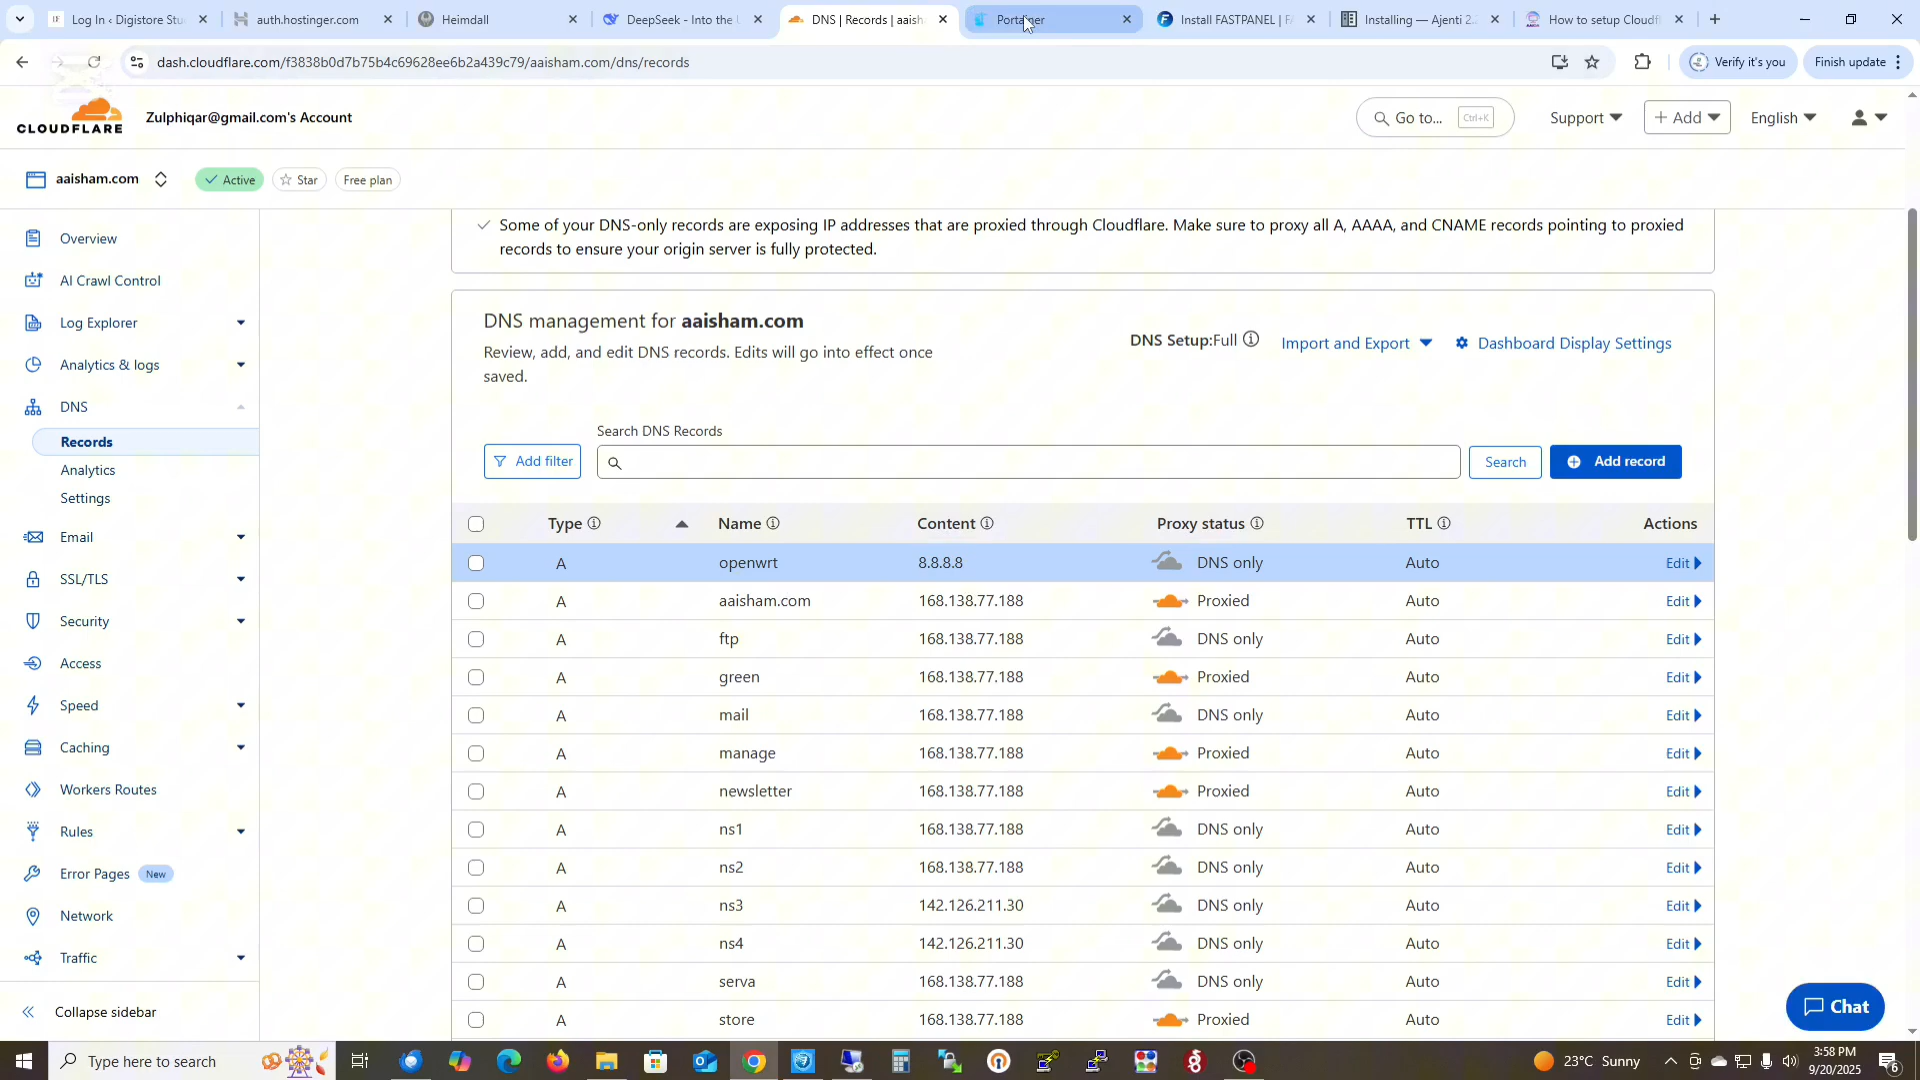 Log In ‹ Digistore Stu
auth.hostinger.com
Heimdall
DeepSeek - Into the U
DNS | Records | aaish
Portainer
Install FASTPANEL | FA
Installing — Ajenti 2.2
How to setup Cloudfl
dash.cloudflare.com/f3838b0d7b75b4c69628ee6b2a439c79/aaisham.com/dns/records
Verify it's you
Finish update
CLOUDFLARE
Zulphiqar@gmail.com's Account
Go to... Ctrl+K
Support
+ Add
English
aaisham.com
Active
Star
Free plan
Overview
AI Crawl Control
Log Explorer
Analytics & logs
DNS
Records
Analytics
Settings
Email
SSL/TLS
Security
Access
Speed
Caching
Workers Routes
Rules
Error Pages New
Network
Traffic
Collapse sidebar
Some of your DNS-only records are exposing IP addresses that are proxied through Cloudflare. Make sure to proxy all A, AAAA, and CNAME records pointing to proxied
records to ensure your origin server is fully protected.
DNS management for aaisham.com
Review, add, and edit DNS records. Edits will go into effect once
saved.
DNS Setup:Full
Import and Export
Dashboard Display Settings
Search DNS Records
Add filter
Search
Add record
Type Name Content Proxy status TTL Actions
A openwrt 8.8.8.8 DNS only Auto Edit
A aaisham.com 168.138.77.188 Proxied Auto Edit
A ftp 168.138.77.188 DNS only Auto Edit
A green 168.138.77.188 Proxied Auto Edit
A mail 168.138.77.188 DNS only Auto Edit
A manage 168.138.77.188 Proxied Auto Edit
A newsletter 168.138.77.188 Proxied Auto Edit
A ns1 168.138.77.188 DNS only Auto Edit
A ns2 168.138.77.188 DNS only Auto Edit
A ns3 142.126.211.30 DNS only Auto Edit
A ns4 142.126.211.30 DNS only Auto Edit
A serva 168.138.77.188 DNS only Auto Edit
A store 168.138.77.188 Proxied Auto Edit
Chat
Type here to search
23°C Sunny
3:58 PM
9/20/2025
6